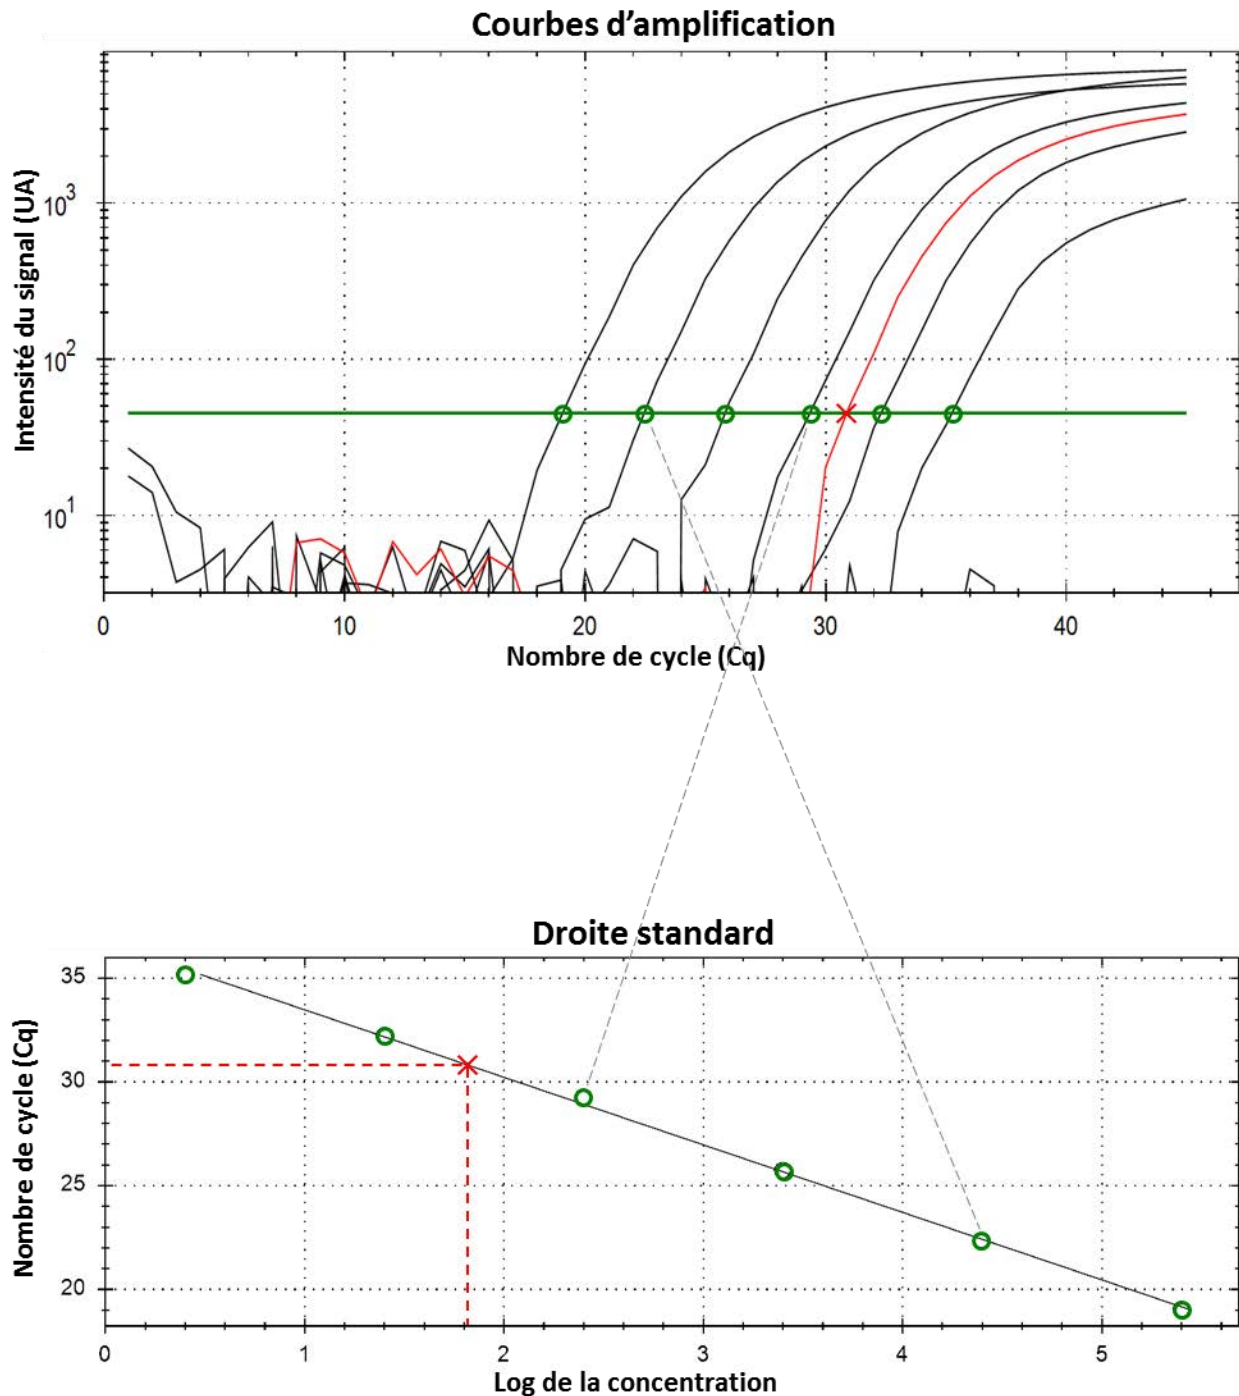 Courbes d'amplification
Intensité du signal (UA)
10³
10²
10¹
0 10 20 30 40
Nombre de cycle (Cq)
Droite standard
Nombre de cycle (Cq)
35
30
25
20
0 1 2 3 4 5
Log de la concentration